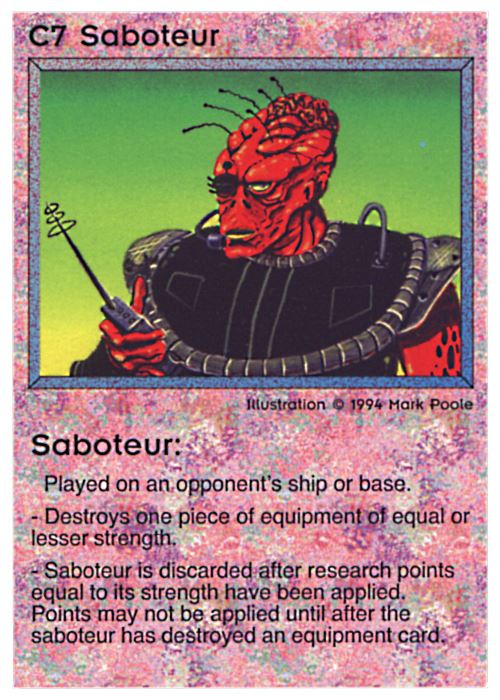 C7 Saboteur
Illustration © 1994 Mark Poole
Saboteur:
Played on an opponent's ship or base.
- Destroys one piece of equipment of equal or
lesser strength.
- Saboteur is discarded after research points
equal to its strength have been applied.
Points may not be applied until after the
saboteur has destroyed an equipment card.